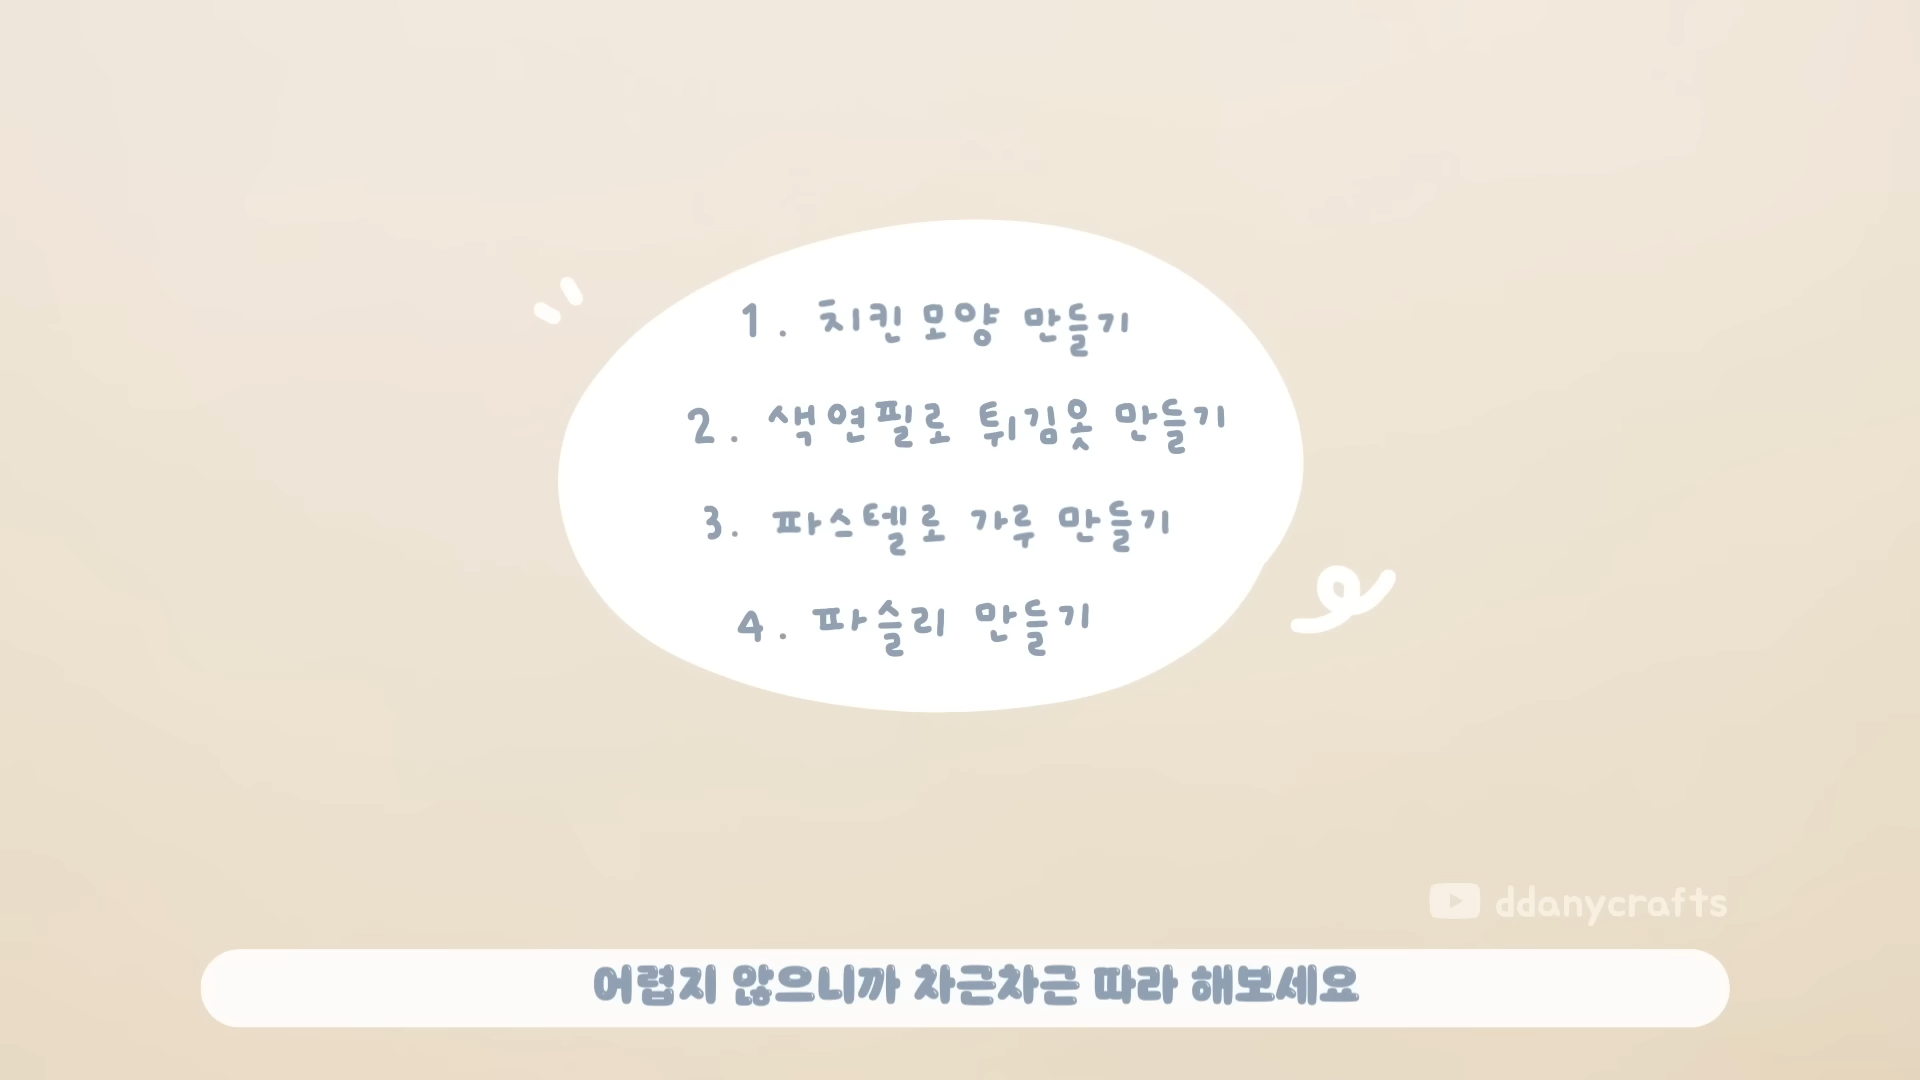 1. 치킨 모양 만들기
2. 색연필로 튀김옷 만들기
3. 파스텔로 가루 만들기
4. 파슬리 만들기
ddanycrafts
어렵지 않으니까 차근차근 따라 해보세요